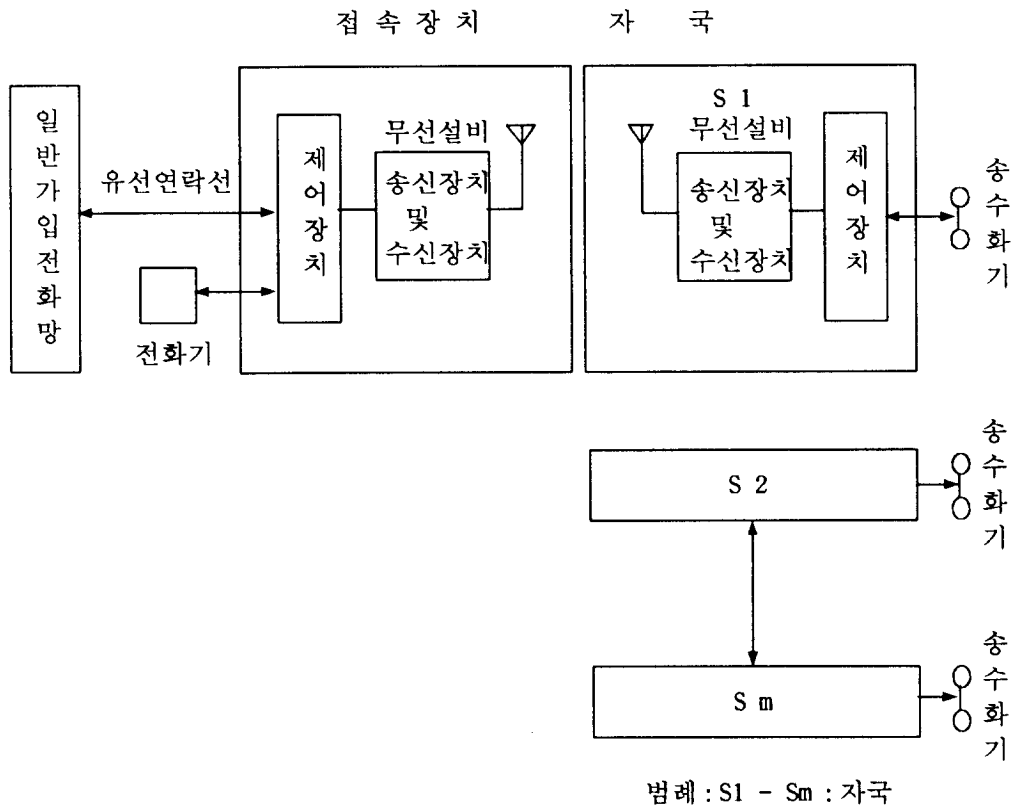 접 속 장 치
자 국
일반가입전화망
유선연락선
전화기
제어장치
무선설비
송신장치
및
수신장치
S 1
무선설비
송신장치
및
수신장치
제어장치
송수화기
S 2
송수화기
S m
송수화기
범례 : S1 - Sm : 자국